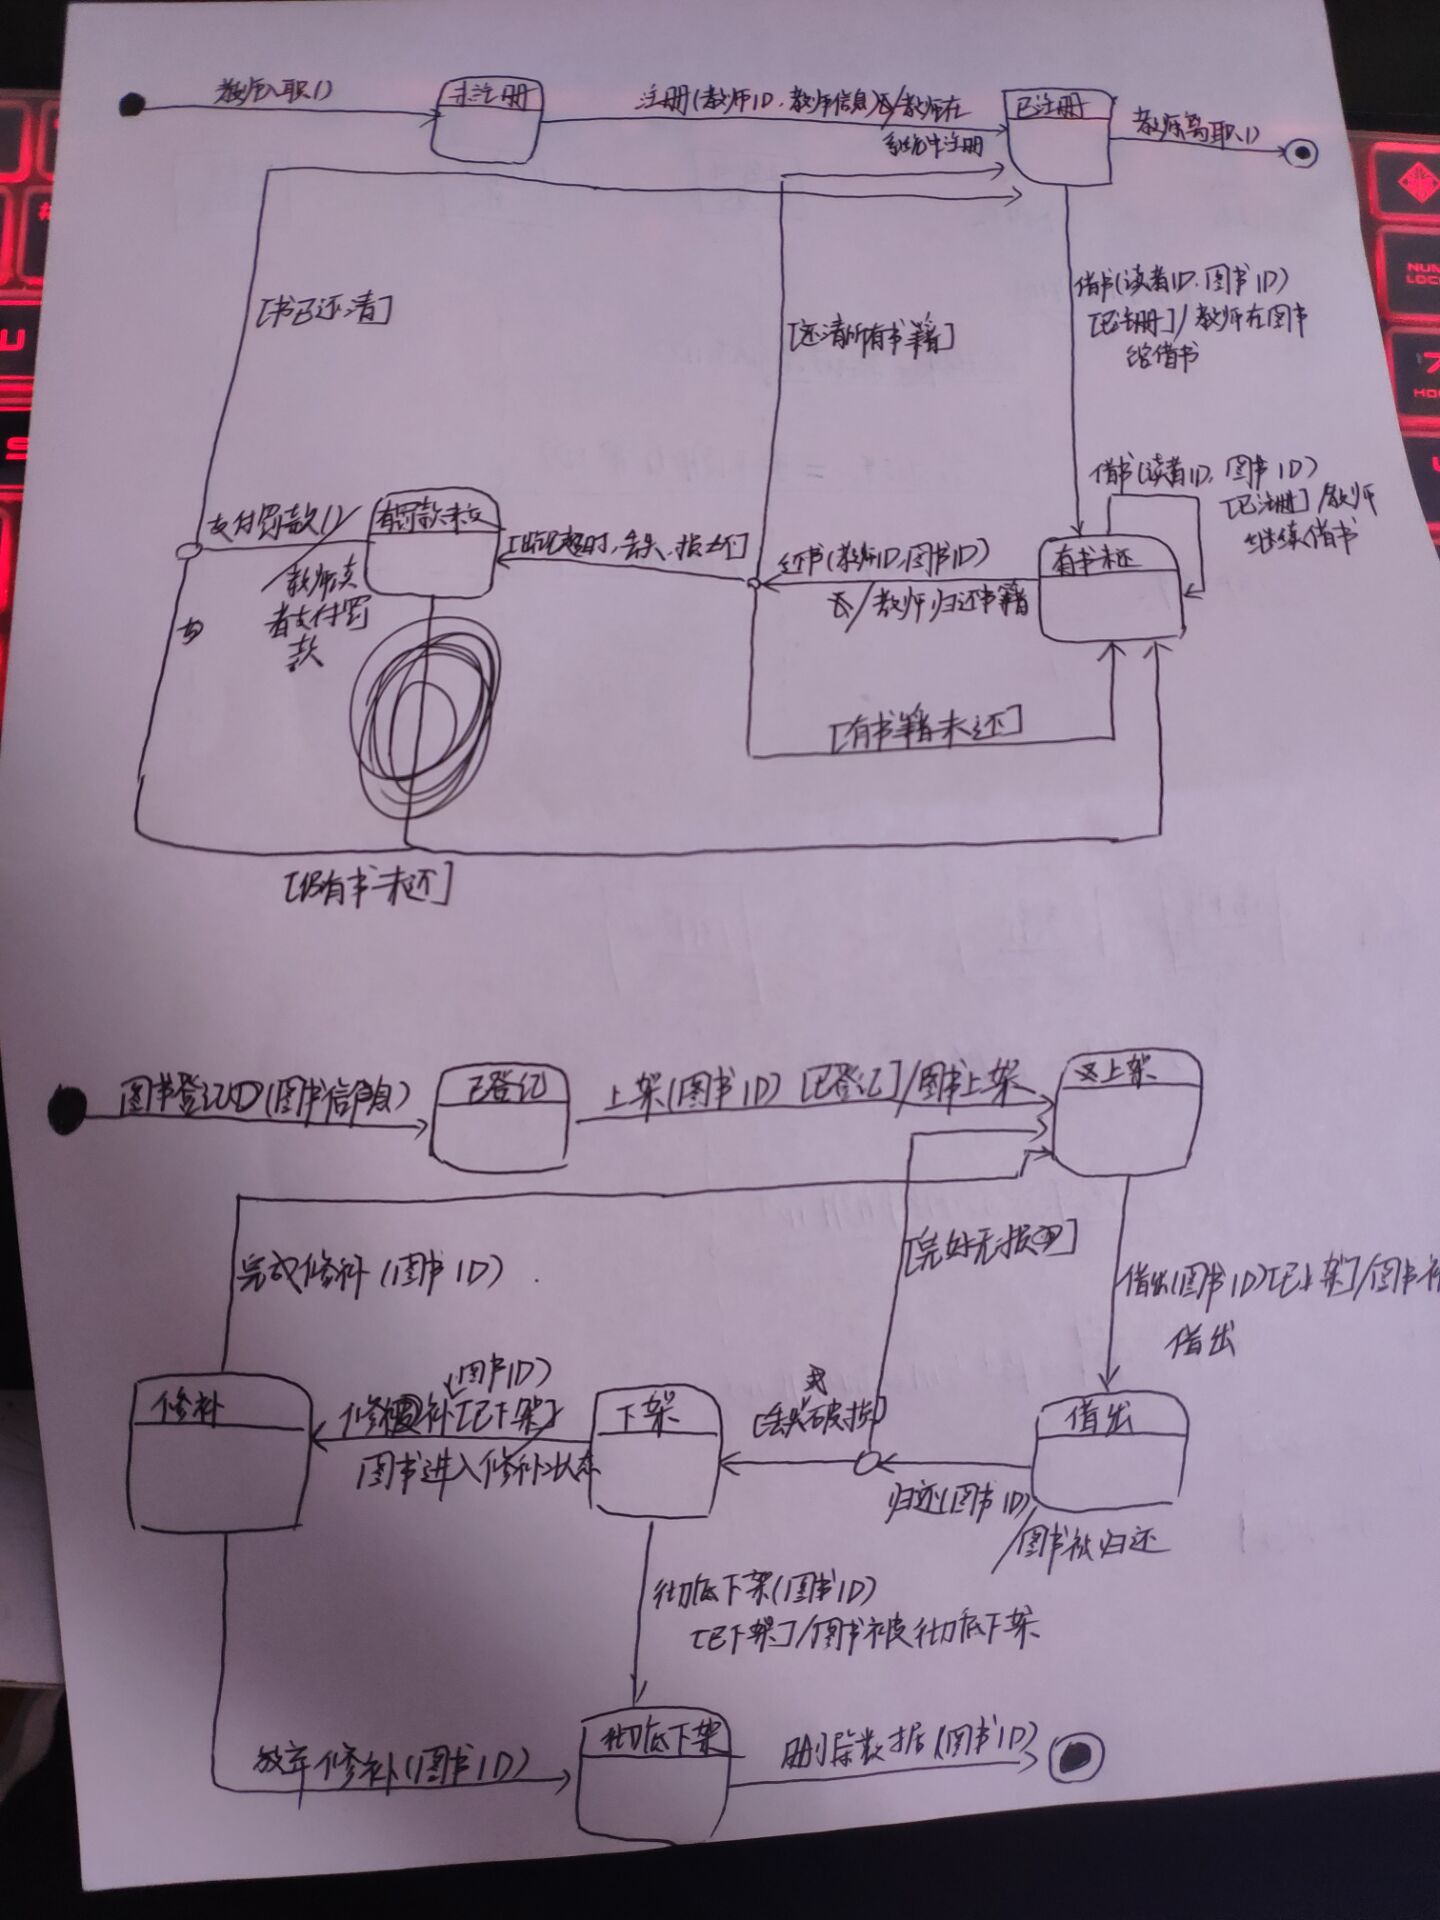 教师入职()
未注册
注册(教师ID、教师信息)否/教师在
系统中注册
已注册
教师离职()
[书已还清]
[还清所有书籍]
借书(读者ID、图书ID)
[已注册]/教师在图书
馆借书
借书(读者ID、图书ID)
[已注册]/教师
继续借书
支付罚款()/
教师读
者支付罚
款
有罚款未交
[出现超时、丢失、损坏]
还书(教师ID、图书ID)
否/教师归还书籍
有书未还
[有书籍未还]
[仍有书未还]
图书登记(图书信息)
已登记
上架(图书ID) [已登记]/图书上架
上架
完成修补(图书ID)
[完好无损]
借出(图书ID)[已上架]/图书被
借出
修补
(图书ID)
修补[已下架]/
图书进入修补状态
下架
或
[丢失破损]
借出
归还(图书ID)
/图书被归还
彻底下架(图书ID)
[已下架]/图书被彻底下架
放弃修补(图书ID)
彻底下架
删除数据(图书ID)
NUM
LOCK
U
S